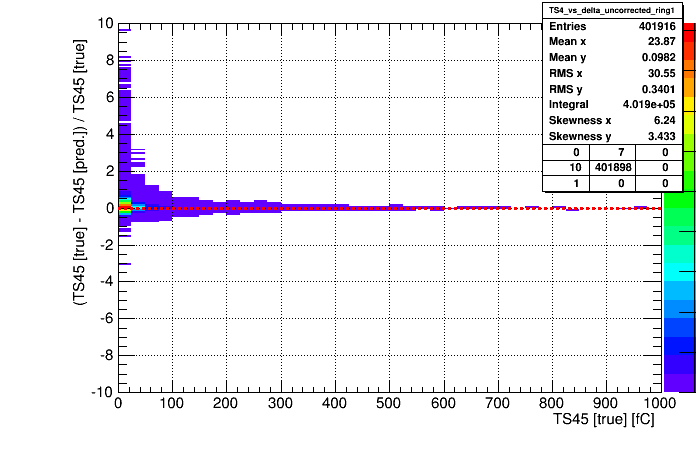 TS4_vs_delta_uncorrected_ring1
Entries 401916
Mean x 23.87
Mean y 0.0982
RMS x 30.55
RMS y 0.3401
Integral 4.019e+05
Skewness x 6.24
Skewness y 3.433
0 7 0
10 401898 0
1 0 0
(TS45 [true] - TS45 [pred.]) / TS45 [true]
10
8
6
4
2
0
-2
-4
-6
-8
-10
0 100 200 300 400 500 600 700 800 900 1000
TS45 [true] [fC]